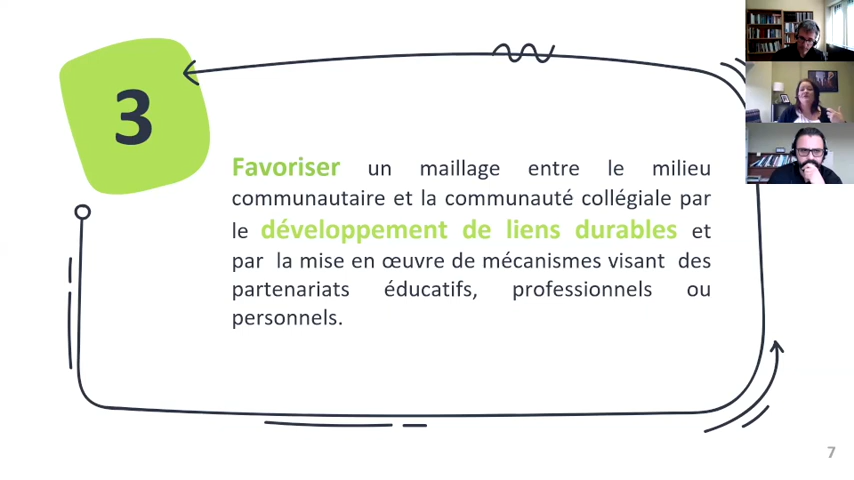 3
Favoriser un maillage entre le milieu
communautaire et la communauté collégiale par
le développement de liens durables et
par la mise en œuvre de mécanismes visant des
partenariats éducatifs, professionnels ou
personnels.
7